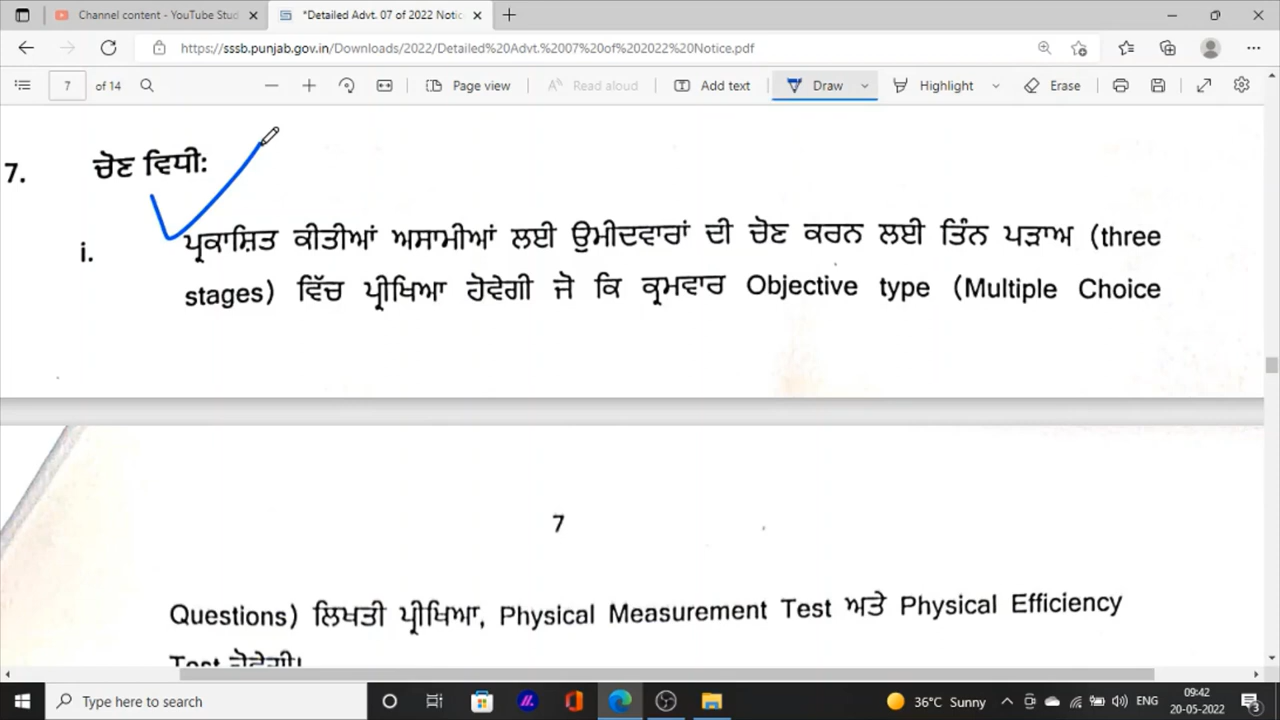 Channel content - YouTube Stud
*Detailed Advt. 07 of 2022 Notic
https://sssb.punjab.gov.in/Downloads/2022/Detailed%20Advt.%2007%20of%202022%20Notice.pdf
7 of 14 Page view Read aloud Add text Draw Highlight Erase
7. ਚੋਣ ਵਿਧੀ:
i. ਪ੍ਰਕਾਸ਼ਿਤ ਕੀਤੀਆਂ ਅਸਾਮੀਆਂ ਲਈ ਉਮੀਦਵਾਰਾਂ ਦੀ ਚੋਣ ਕਰਨ ਲਈ ਤਿੰਨ ਪੜਾਅ (three
stages) ਵਿੱਚ ਪ੍ਰੀਖਿਆ ਹੋਵੇਗੀ ਜੋ ਕਿ ਕ੍ਰਮਵਾਰ Objective type (Multiple Choice
7
Questions) ਲਿਖਤੀ ਪ੍ਰੀਖਿਆ, Physical Measurement Test ਅਤੇ Physical Efficiency
Test ਹੋਵੇਗੀ।
Type here to search 36°C Sunny ENG 09:42
20-05-2022 3